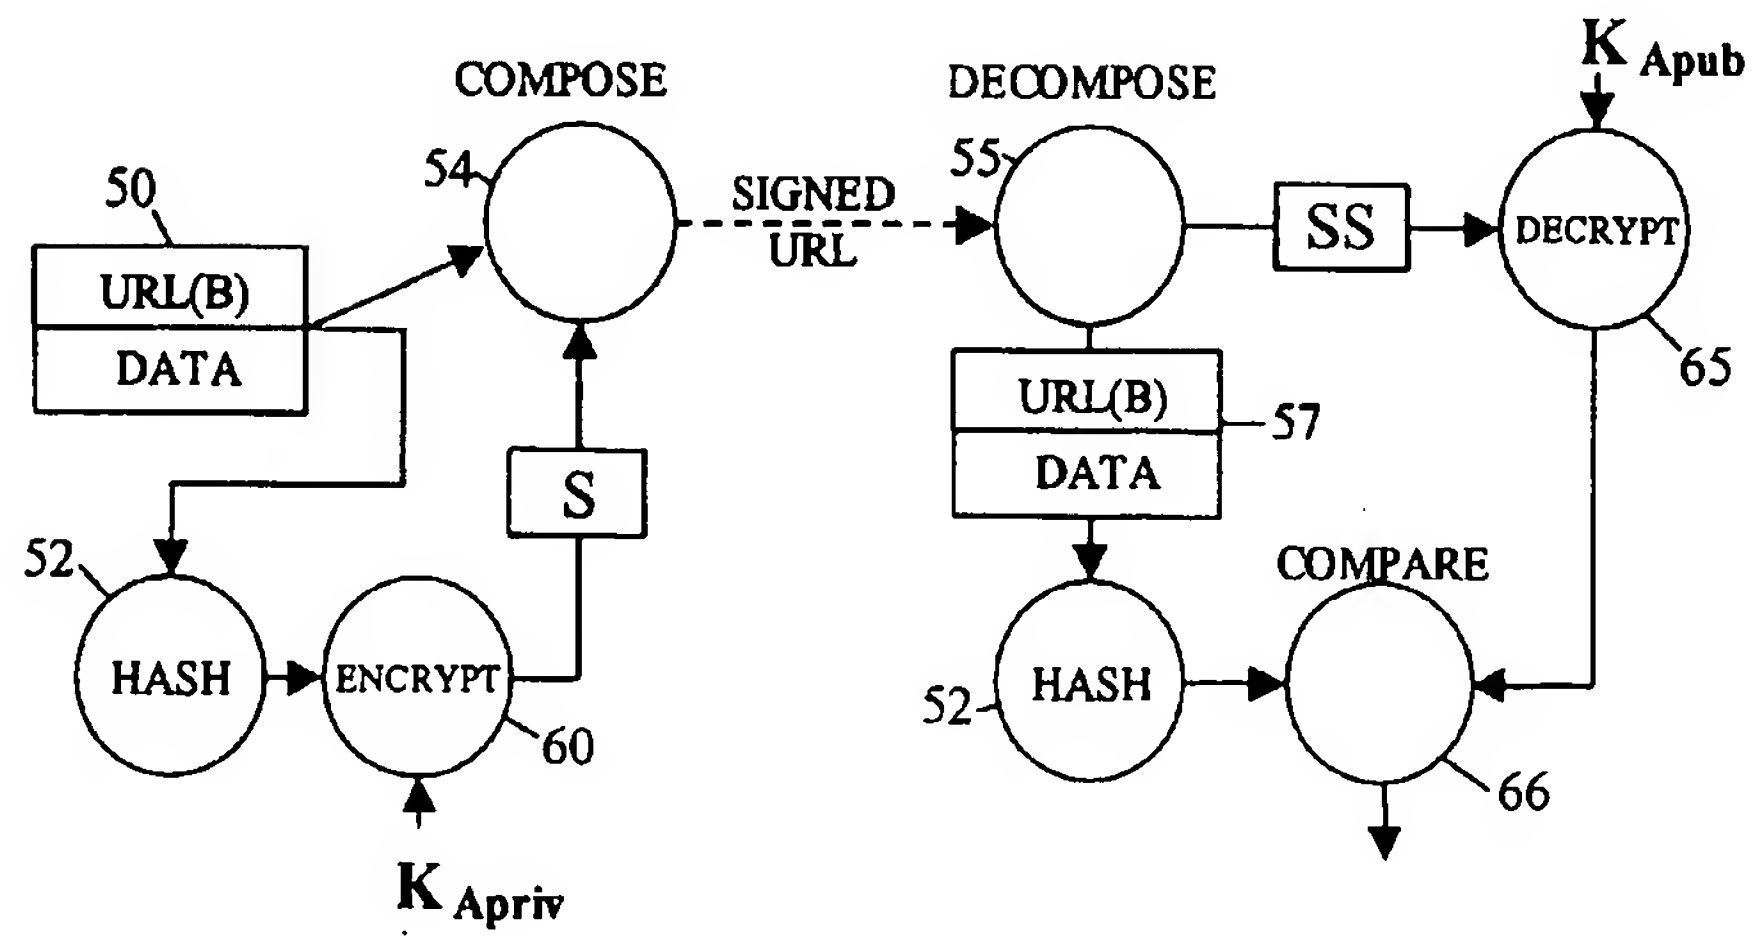 K Apub
COMPOSE
DECOMPOSE
54
55
50
SIGNED
URL
SS
DECRYPT
URL(B)
DATA
65
URL(B)
57
DATA
S
52
COMPARE
HASH
ENCRYPT
HASH
52
60
66
K Apriv